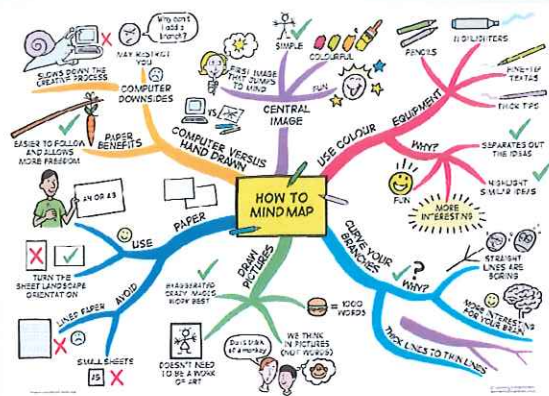 HOW TO
MIND MAP
CENTRAL
IMAGE
SIMPLE
COLOURFUL
FUN
FIRST IMAGE
THAT JUMPS
TO MIND
USE COLOUR
EQUIPMENT
PENCILS
HIGHLIGHTERS
FINE-TIP
TEXTAS
THICK TIPS
WHY?
SEPARATES OUT
THE IDEAS
HIGHLIGHT
SIMILAR IDEAS
MORE
INTERESTING
FUN
CURVE YOUR
BRANCHES
WHY?
STRAIGHT
LINES ARE
BORING
MORE INTERESTING
FOR YOUR BRAIN
THICK LINES TO THIN LINES
DRAW
PICTURES
= 1000
WORDS
WE THINK
IN PICTURES
(NOT WORDS)
Don't think
of a monkey
DOESN'T NEED
TO BE A WORK
OF ART
EXAGGERATED
CRAZY IMAGES
WORK BEST
PAPER
USE
A4 OR A3
TURN THE
SHEET LANDSCAPE
ORIENTATION
AVOID
LINED PAPER
SMALL SHEETS
A5
COMPUTER VERSUS
HAND DRAWN
VS
PAPER
BENEFITS
EASIER TO FOLLOW
AND ALLOWS
MORE FREEDOM
COMPUTER
DOWNSIDES
SLOWS DOWN THE
CREATIVE PROCESS
MAY RESTRICT
YOU
Why can't
I add a
branch?